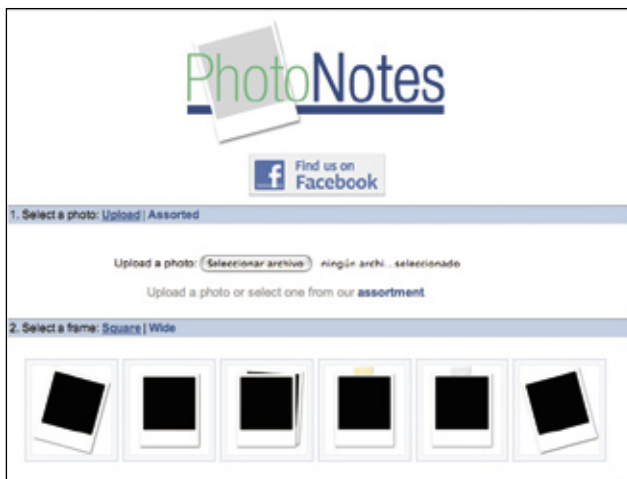 PhotoNotes
Find us on
Facebook
1. Select a photo: Upload | Assorted
Upload a photo: Seleccionar archivo ningún archi...seleccionado
Upload a photo or select one from our assortment
2. Select a frame: Square | Wide